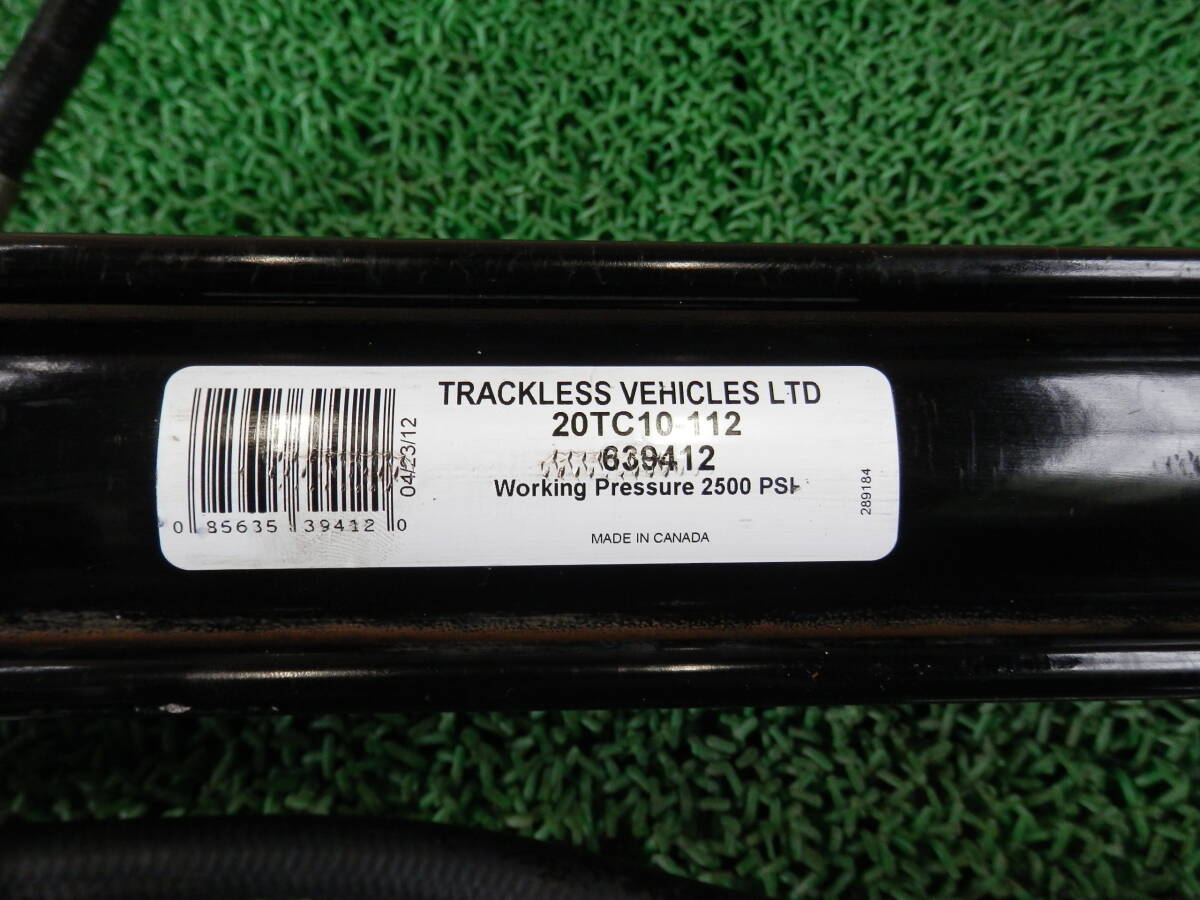 TRACKLESS VEHICLES LTD
20TC10-112
639412
Working Pressure 2500 PSI
MADE IN CANADA
04/23/12
0 85635 39412 0
289184